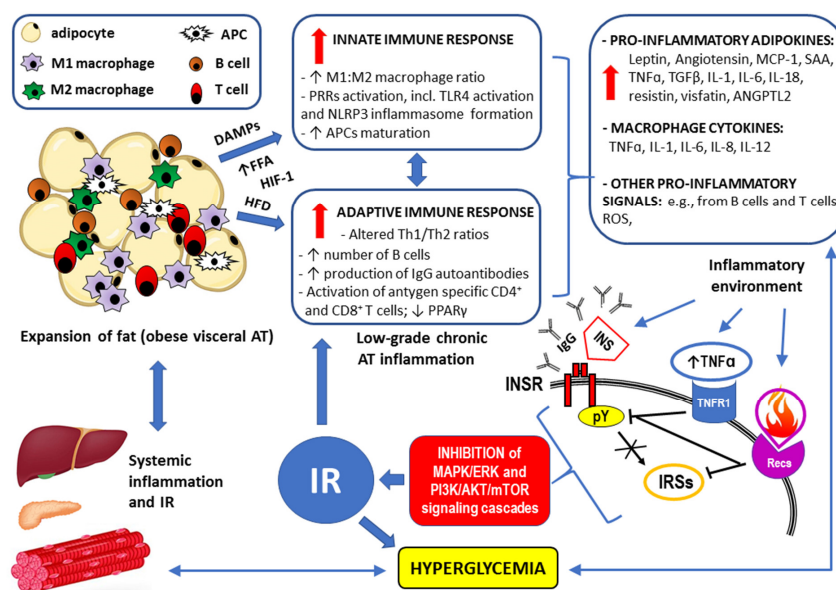 adipocyte
APC
M1 macrophage
B cell
M2 macrophage
T cell
DAMPs
↑FFA
HIF-1
HFD
Expansion of fat (obese visceral AT)
INNATE IMMUNE RESPONSE
- ↑ M1:M2 macrophage ratio
- PRRs activation, incl. TLR4 activation
and NLRP3 inflammasome formation
- ↑ APCs maturation
ADAPTIVE IMMUNE RESPONSE
- Altered Th1/Th2 ratios
- ↑ number of B cells
- ↑ production of IgG autoantibodies
- Activation of antygen specific CD4⁺
and CD8⁺ T cells; ↓ PPARγ
Low-grade chronic
AT inflammation
- PRO-INFLAMMATORY ADIPOKINES:
Leptin, Angiotensin, MCP-1, SAA,
TNFα, TGFβ, IL-1, IL-6, IL-18,
resistin, visfatin, ANGPTL2
- MACROPHAGE CYTOKINES:
TNFα, IL-1, IL-6, IL-8, IL-12
- OTHER PRO-INFLAMMATORY
SIGNALS: e.g., from B cells and T cells
ROS,
Inflammatory
environment
IgG
INS
INSR
pY
↑TNFα
TNFR1
Recs
IRSs
Systemic
inflammation
and IR
IR
INHIBITION of
MAPK/ERK and
PI3K/AKT/mTOR
signaling cascades
HYPERGLYCEMIA